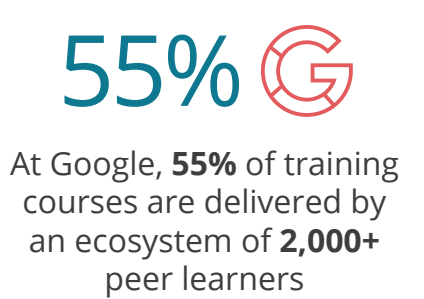 55%
At Google, 55% of training
courses are delivered by
an ecosystem of 2,000+
peer learners